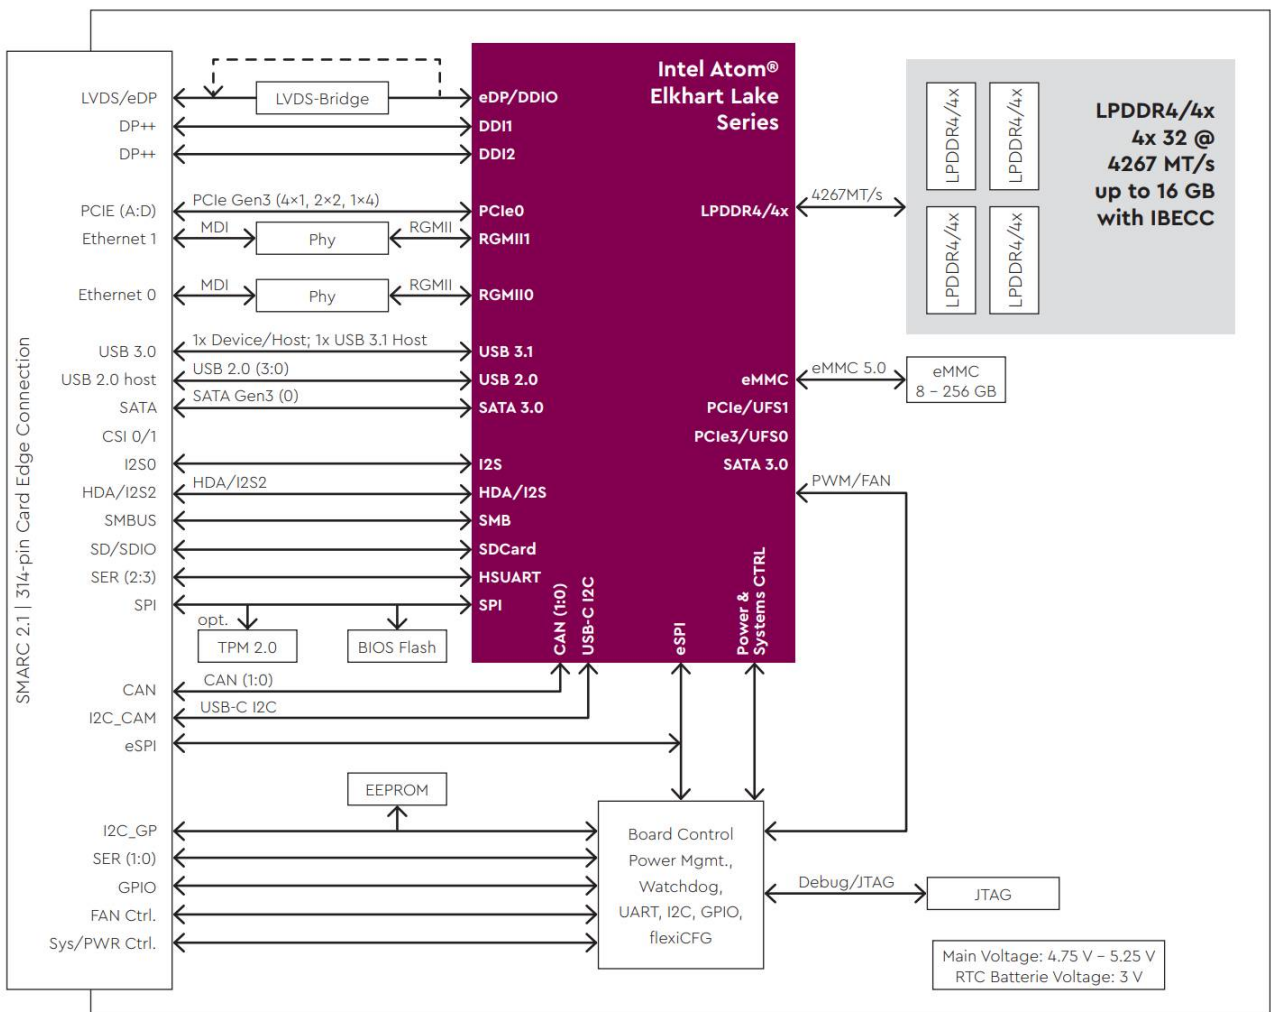 SMARC 2.1 | 314-pin Card Edge Connection
LVDS/eDP
DP++
DP++
PCIE (A:D)
Ethernet 1
Ethernet 0
USB 3.0
USB 2.0 host
SATA
CSI 0/1
I2S0
HDA/I2S2
SMBUS
SD/SDIO
SER (2:3)
SPI
CAN
I2C_CAM
eSPI
I2C_GP
SER (1:0)
GPIO
FAN Ctrl.
Sys/PWR Ctrl.
LVDS-Bridge
PCIe Gen3 (4×1, 2×2, 1×4)
MDI
Phy
RGMII
MDI
Phy
RGMII
1x Device/Host; 1x USB 3.1 Host
USB 2.0 (3:0)
SATA Gen3 (0)
HDA/I2S2
opt.
TPM 2.0
BIOS Flash
CAN (1:0)
USB-C I2C
EEPROM
Intel Atom®
Elkhart Lake
Series
eDP/DDIO
DDI1
DDI2
PCIe0
RGMII1
RGMII0
USB 3.1
USB 2.0
SATA 3.0
I2S
HDA/I2S
SMB
SDCard
HSUART
SPI
CAN (1:0)
USB-C I2C
eSPI
Power &
Systems CTRL
LPDDR4/4x
eMMC
PCIe/UFS1
PCIe3/UFS0
SATA 3.0
4267MT/s
LPDDR4/4x
LPDDR4/4x
LPDDR4/4x
LPDDR4/4x
LPDDR4/4x
4x 32 @
4267 MT/s
up to 16 GB
with IBECC
eMMC 5.0
eMMC
8 – 256 GB
PWM/FAN
Board Control
Power Mgmt.,
Watchdog,
UART, I2C, GPIO,
flexiCFG
Debug/JTAG
JTAG
Main Voltage: 4.75 V – 5.25 V
RTC Batterie Voltage: 3 V